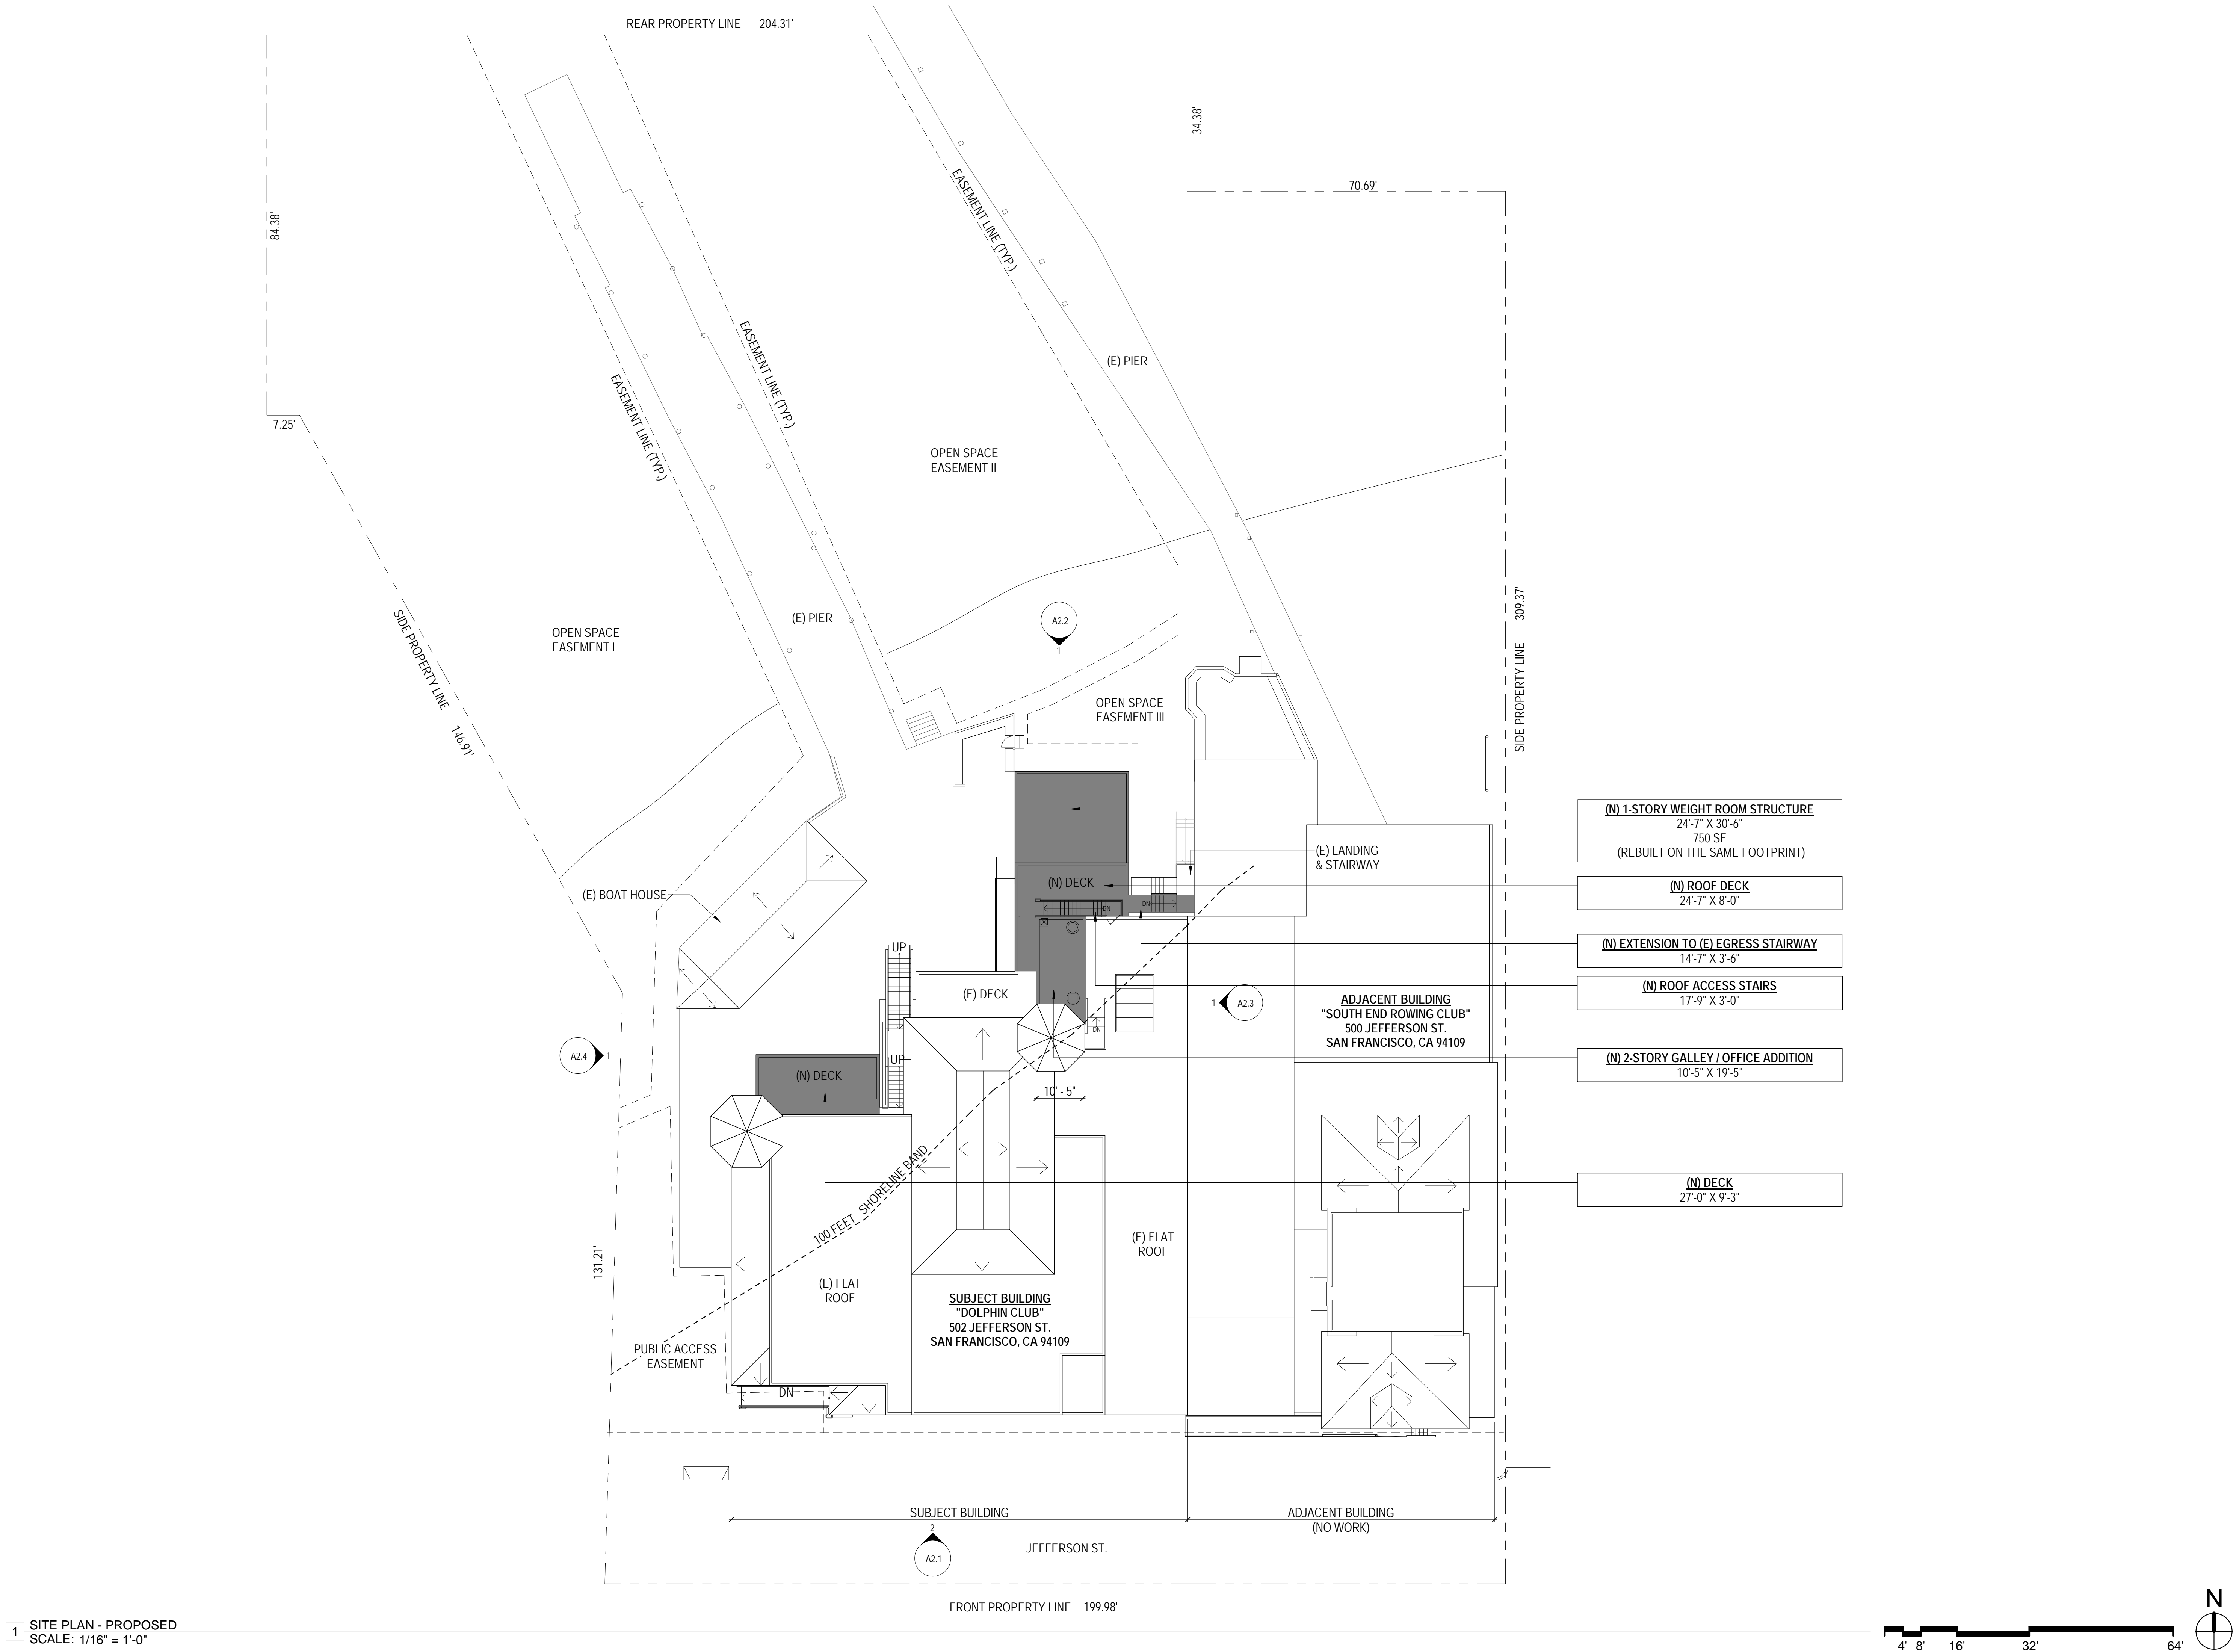 REAR PROPERTY LINE 204.31'
34.38'
70.69'
84.38'
7.25'
EASEMENT LINE (TYP.)
EASEMENT LINE (TYP.)
EASEMENT LINE (TYP.)
(E) PIER
OPEN SPACE
EASEMENT II
SIDE PROPERTY LINE 146.91'
OPEN SPACE
EASEMENT I
(E) PIER
A2.2
1
SIDE PROPERTY LINE 309.37'
OPEN SPACE
EASEMENT III
(N) 1-STORY WEIGHT ROOM STRUCTURE
24'-7" X 30'-6"
750 SF
(REBUILT ON THE SAME FOOTPRINT)
(E) LANDING
& STAIRWAY
(N) DECK
(N) ROOF DECK
24'-7" X 8'-0"
(E) BOAT HOUSE
DN
DN
UP
(N) EXTENSION TO (E) EGRESS STAIRWAY
14'-7" X 3'-6"
(N) ROOF ACCESS STAIRS
17'-9" X 3'-0"
(E) DECK
1
A2.3
ADJACENT BUILDING
"SOUTH END ROWING CLUB"
500 JEFFERSON ST.
SAN FRANCISCO, CA 94109
DN
A2.4
1
UP
(N) 2-STORY GALLEY / OFFICE ADDITION
10'-5" X 19'-5"
(N) DECK
10' - 5"
100 FEET SHORELINE BAND
(N) DECK
27'-0" X 9'-3"
131.21'
(E) FLAT
ROOF
(E) FLAT
ROOF
SUBJECT BUILDING
"DOLPHIN CLUB"
502 JEFFERSON ST.
SAN FRANCISCO, CA 94109
PUBLIC ACCESS
EASEMENT
DN
SUBJECT BUILDING
ADJACENT BUILDING
(NO WORK)
2
A2.1
JEFFERSON ST.
FRONT PROPERTY LINE 199.98'
1
SITE PLAN - PROPOSED
SCALE: 1/16" = 1'-0"
4' 8' 16' 32' 64'
N